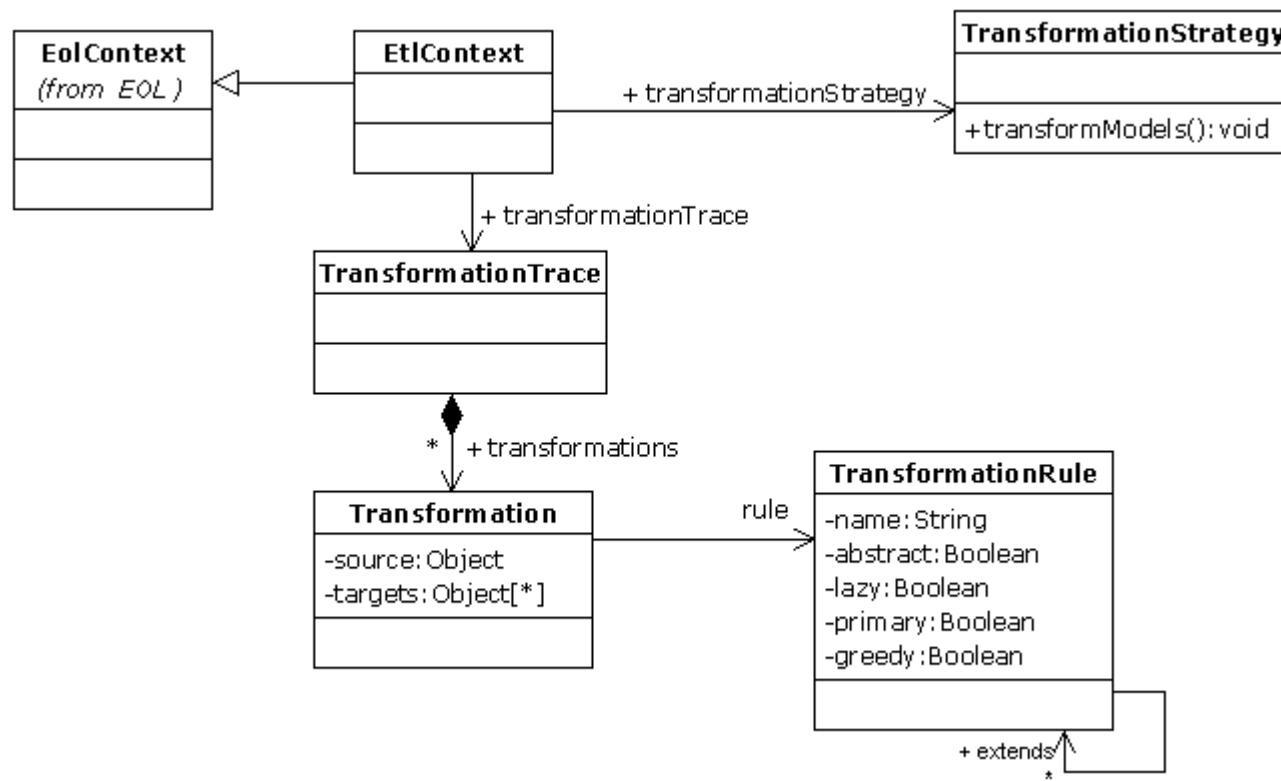 EolContext
(from EOL)
EtlContext
TransformationStrategy
+transformModels(): void
+ transformationStrategy
+ transformationTrace
TransformationTrace
*
+ transformations
Transformation
-source: Object
-targets: Object[*]
rule
TransformationRule
-name: String
-abstract: Boolean
-lazy: Boolean
-primary: Boolean
-greedy: Boolean
+ extends
*